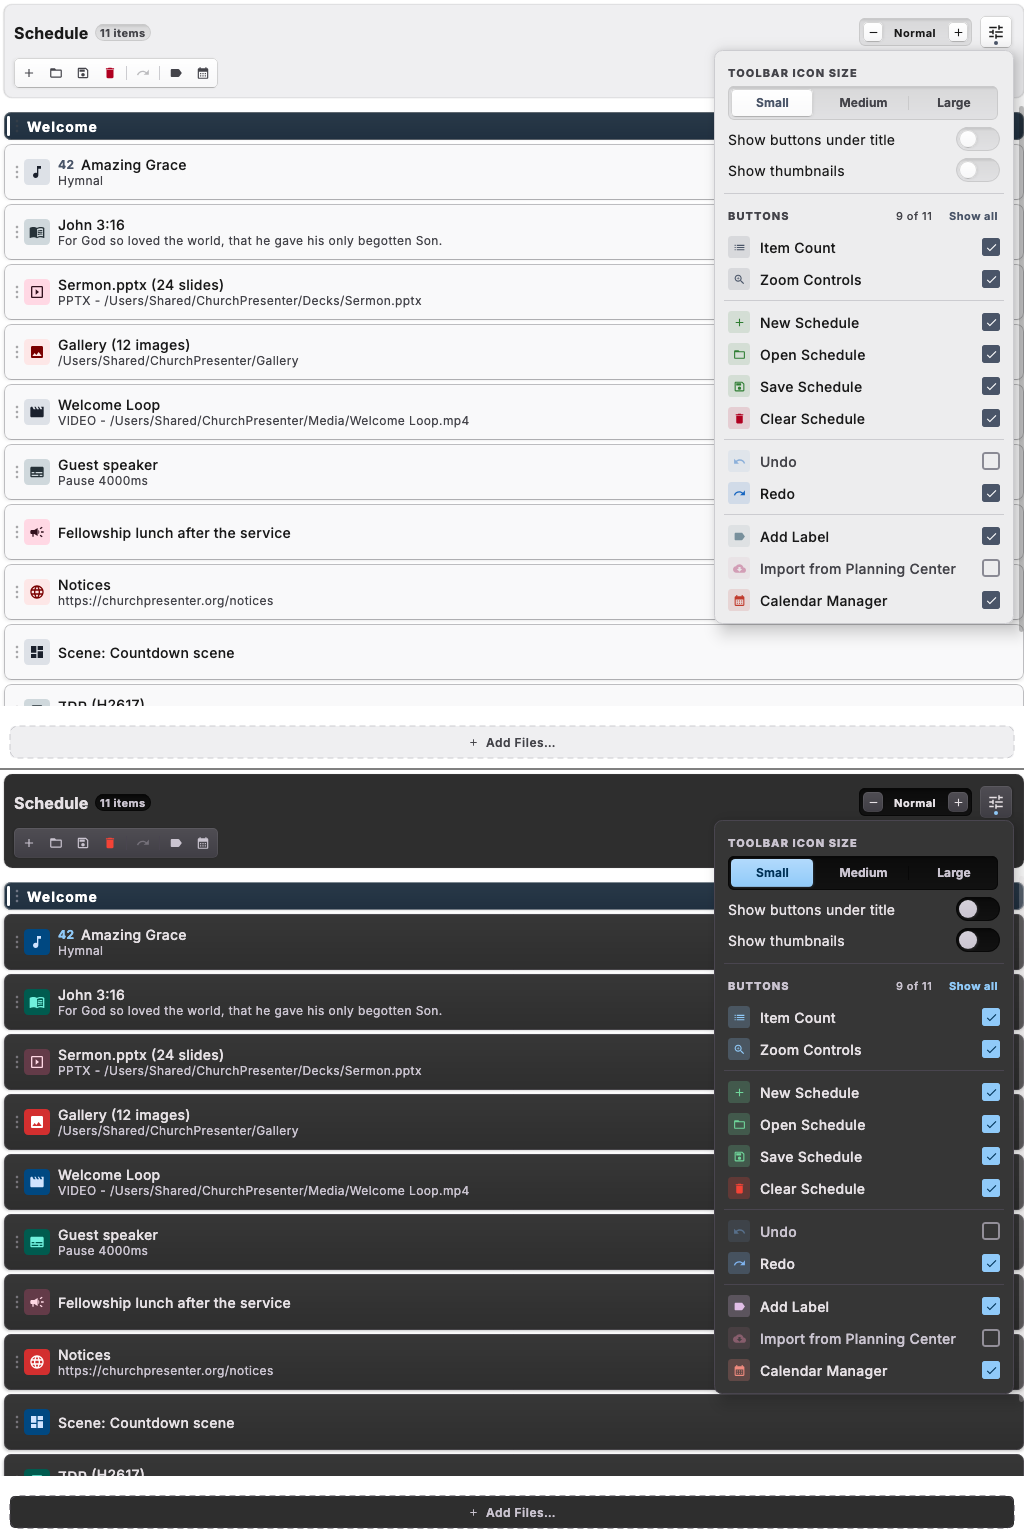 Schedule 11 items
Normal
TOOLBAR ICON SIZE
Small Medium Large
Show buttons under title
Show thumbnails
BUTTONS 9 of 11 Show all
Item Count
Zoom Controls
New Schedule
Open Schedule
Save Schedule
Clear Schedule
Undo
Redo
Add Label
Import from Planning Center
Calendar Manager
Welcome
42 Amazing Grace
Hymnal
John 3:16
For God so loved the world, that he gave his only begotten Son.
Sermon.pptx (24 slides)
PPTX - /Users/Shared/ChurchPresenter/Decks/Sermon.pptx
Gallery (12 images)
/Users/Shared/ChurchPresenter/Gallery
Welcome Loop
VIDEO - /Users/Shared/ChurchPresenter/Media/Welcome Loop.mp4
Guest speaker
Pause 4000ms
Fellowship lunch after the service
Notices
https://churchpresenter.org/notices
Scene: Countdown scene
(H2617)
+ Add Files...
Schedule 11 items
Normal
TOOLBAR ICON SIZE
Small Medium Large
Show buttons under title
Show thumbnails
BUTTONS 9 of 11 Show all
Item Count
Zoom Controls
New Schedule
Open Schedule
Save Schedule
Clear Schedule
Undo
Redo
Add Label
Import from Planning Center
Calendar Manager
Welcome
42 Amazing Grace
Hymnal
John 3:16
For God so loved the world, that he gave his only begotten Son.
Sermon.pptx (24 slides)
PPTX - /Users/Shared/ChurchPresenter/Decks/Sermon.pptx
Gallery (12 images)
/Users/Shared/ChurchPresenter/Gallery
Welcome Loop
VIDEO - /Users/Shared/ChurchPresenter/Media/Welcome Loop.mp4
Guest speaker
Pause 4000ms
Fellowship lunch after the service
Notices
https://churchpresenter.org/notices
Scene: Countdown scene
(H2617)
+ Add Files...